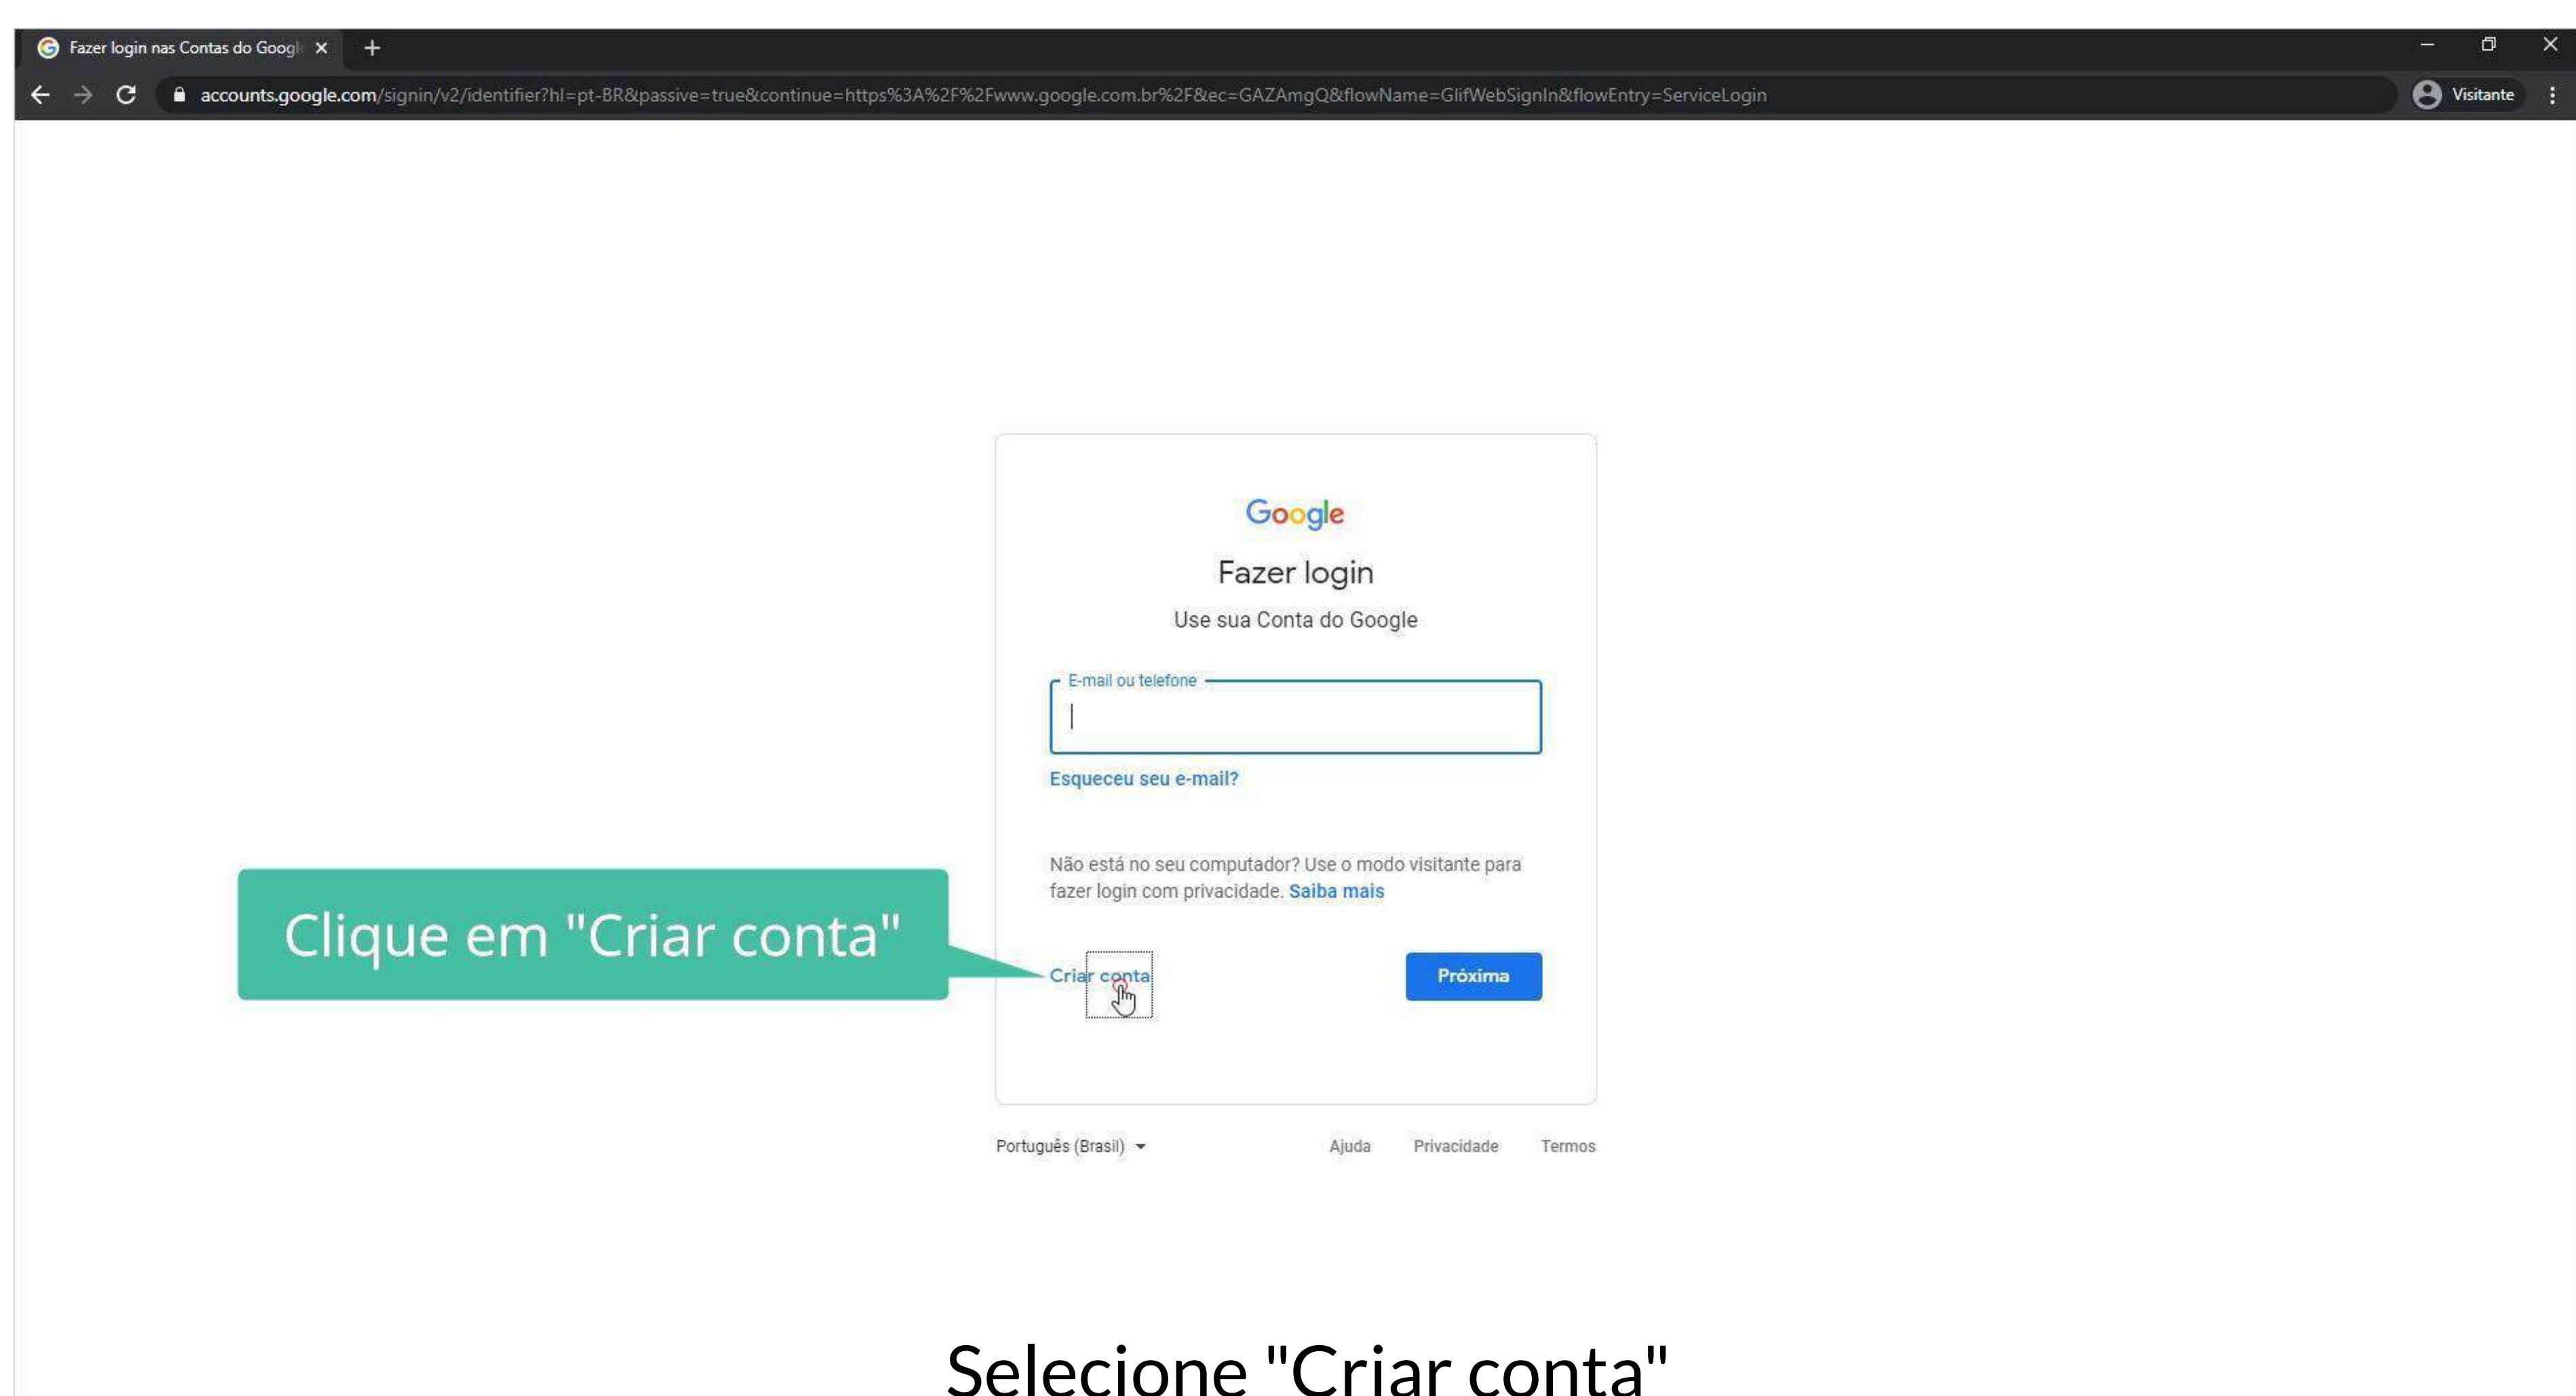 Fazer login nas Contas do Googl
accounts.google.com/signin/v2/identifier?hl=pt-BR&passive=true&continue=https%3A%2F%2Fwww.google.com.br%2F&ec=GAZAmgQ&flowName=GlifWebSignIn&flowEntry=ServiceLogin
Visitante
Google
Fazer login
Use sua Conta do Google
E-mail ou telefone
Esqueceu seu e-mail?
Não está no seu computador? Use o modo visitante para
fazer login com privacidade. Saiba mais
Clique em "Criar conta"
Criar conta
Próxima
Português (Brasil)
Ajuda
Privacidade
Termos
Selecione "Criar conta"